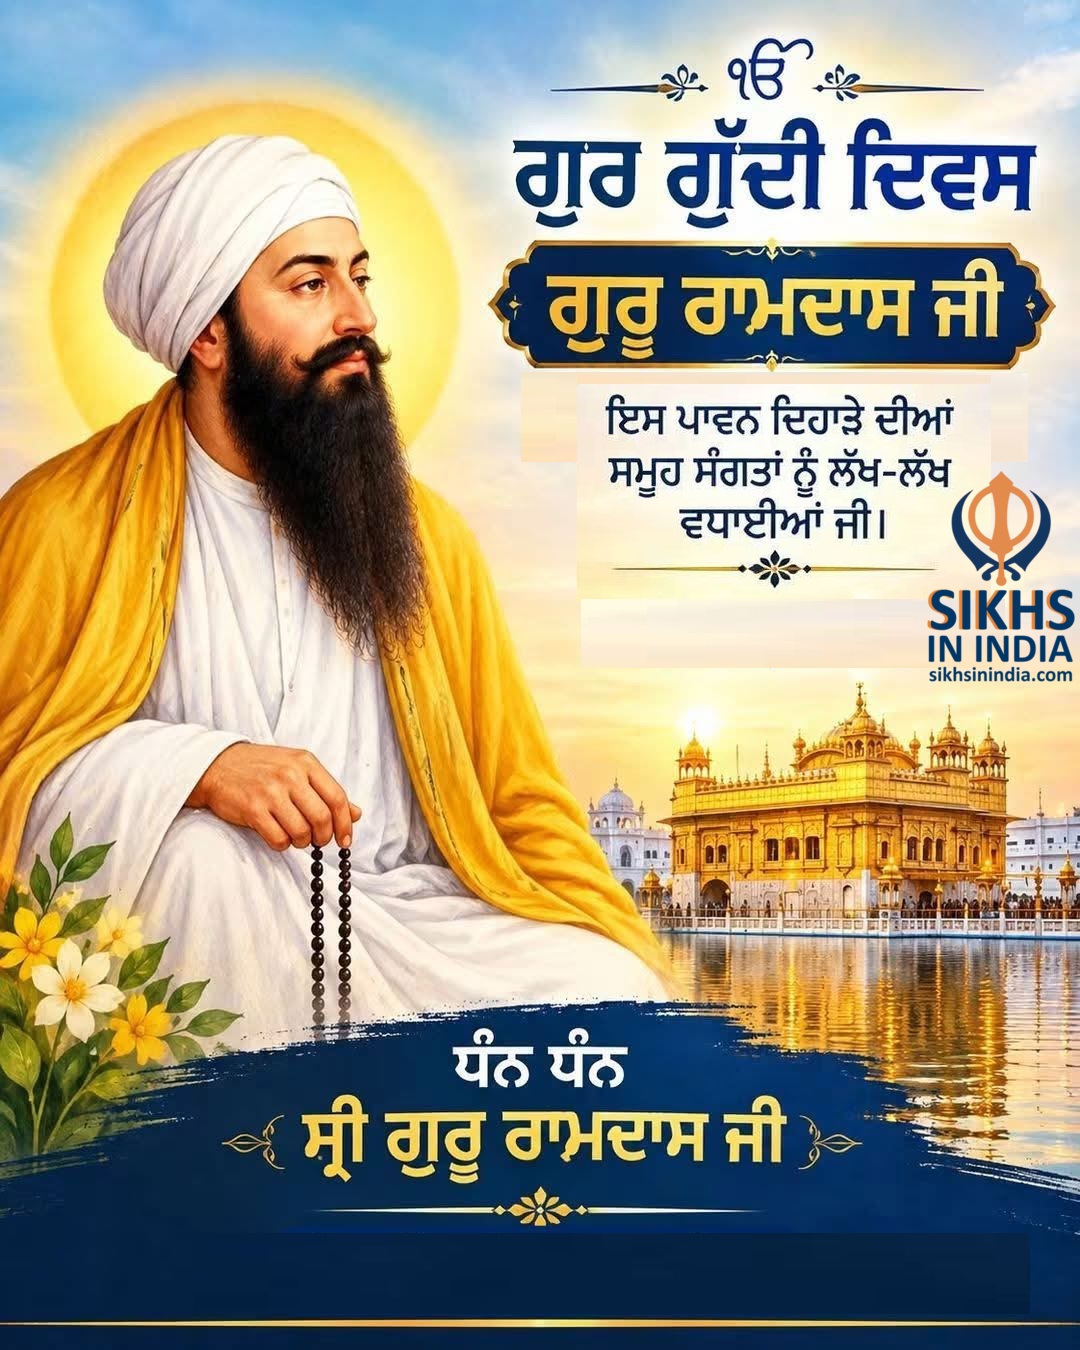 ੴ
ਗੁਰ ਗੁੱਦੀ ਦਿਵਸ
ਗੁਰੂ ਰਾਮਦਾਸ ਜੀ
ਇਸ ਪਾਵਨ ਦਿਹਾੜੇ ਦੀਆਂ
ਸਮੂਹ ਸੰਗਤਾਂ ਨੂੰ ਲੱਖ-ਲੱਖ
ਵਧਾਈਆਂ ਜੀ।
SIKHS
IN INDIA
sikhsinindia.com
ਧੰਨ ਧੰਨ
ਸ੍ਰੀ ਗੁਰੂ ਰਾਮਦਾਸ ਜੀ